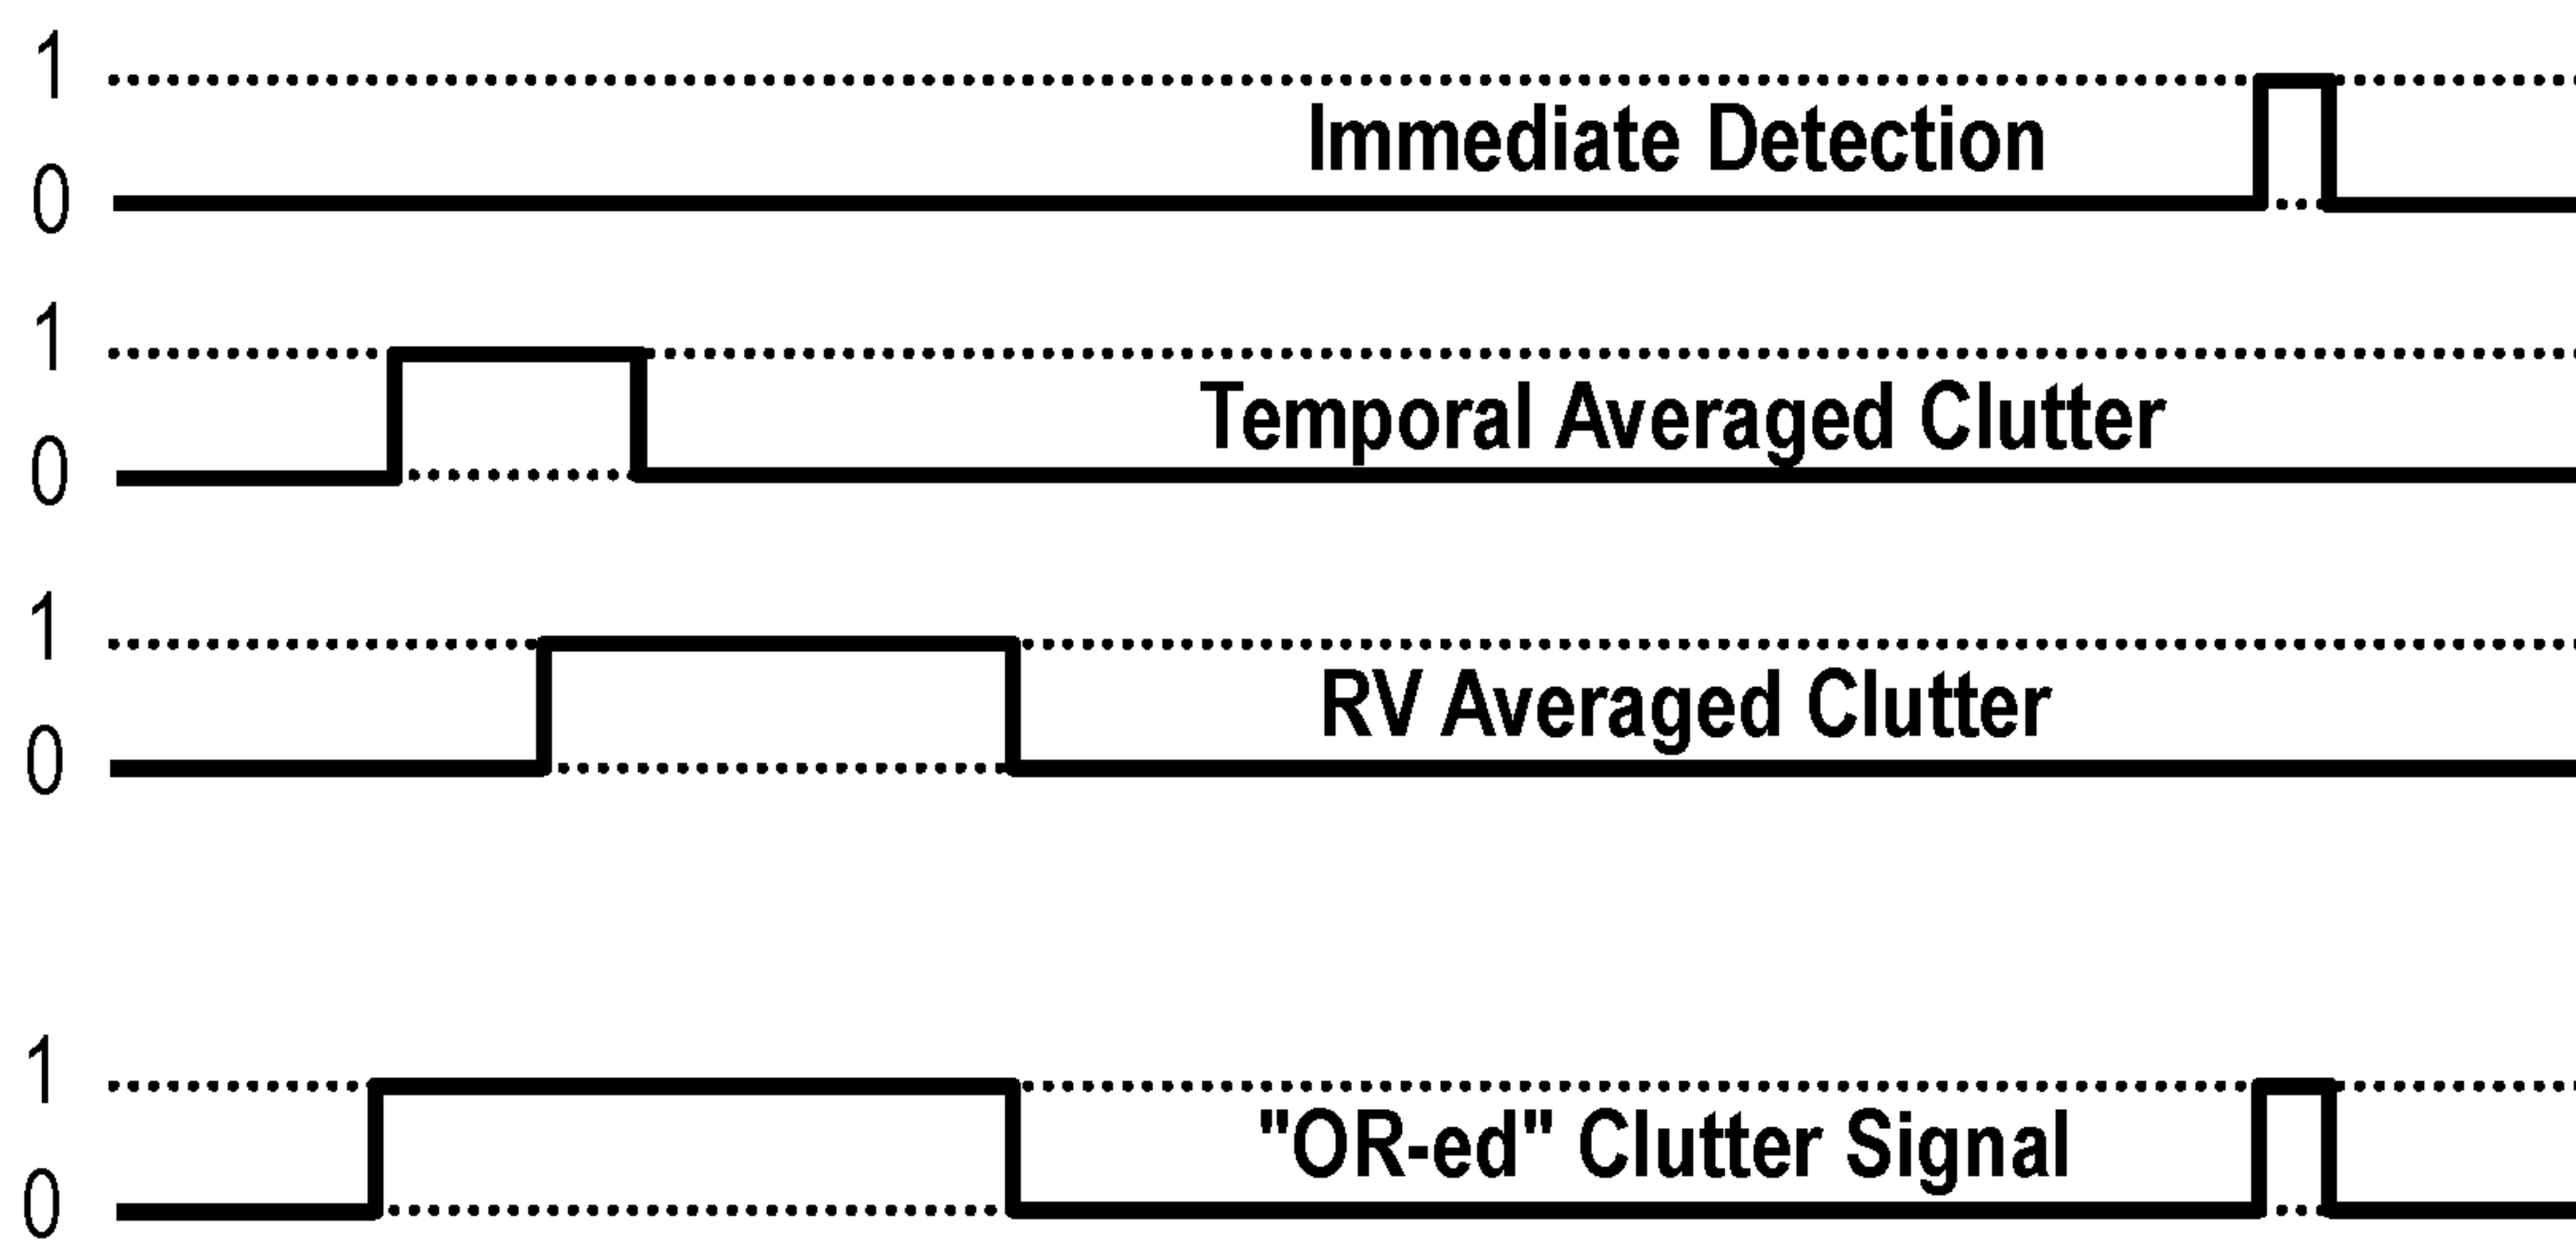 1
Immediate Detection
0
1
Temporal Averaged Clutter
0
1
RV Averaged Clutter
0
1
"OR-ed" Clutter Signal
0